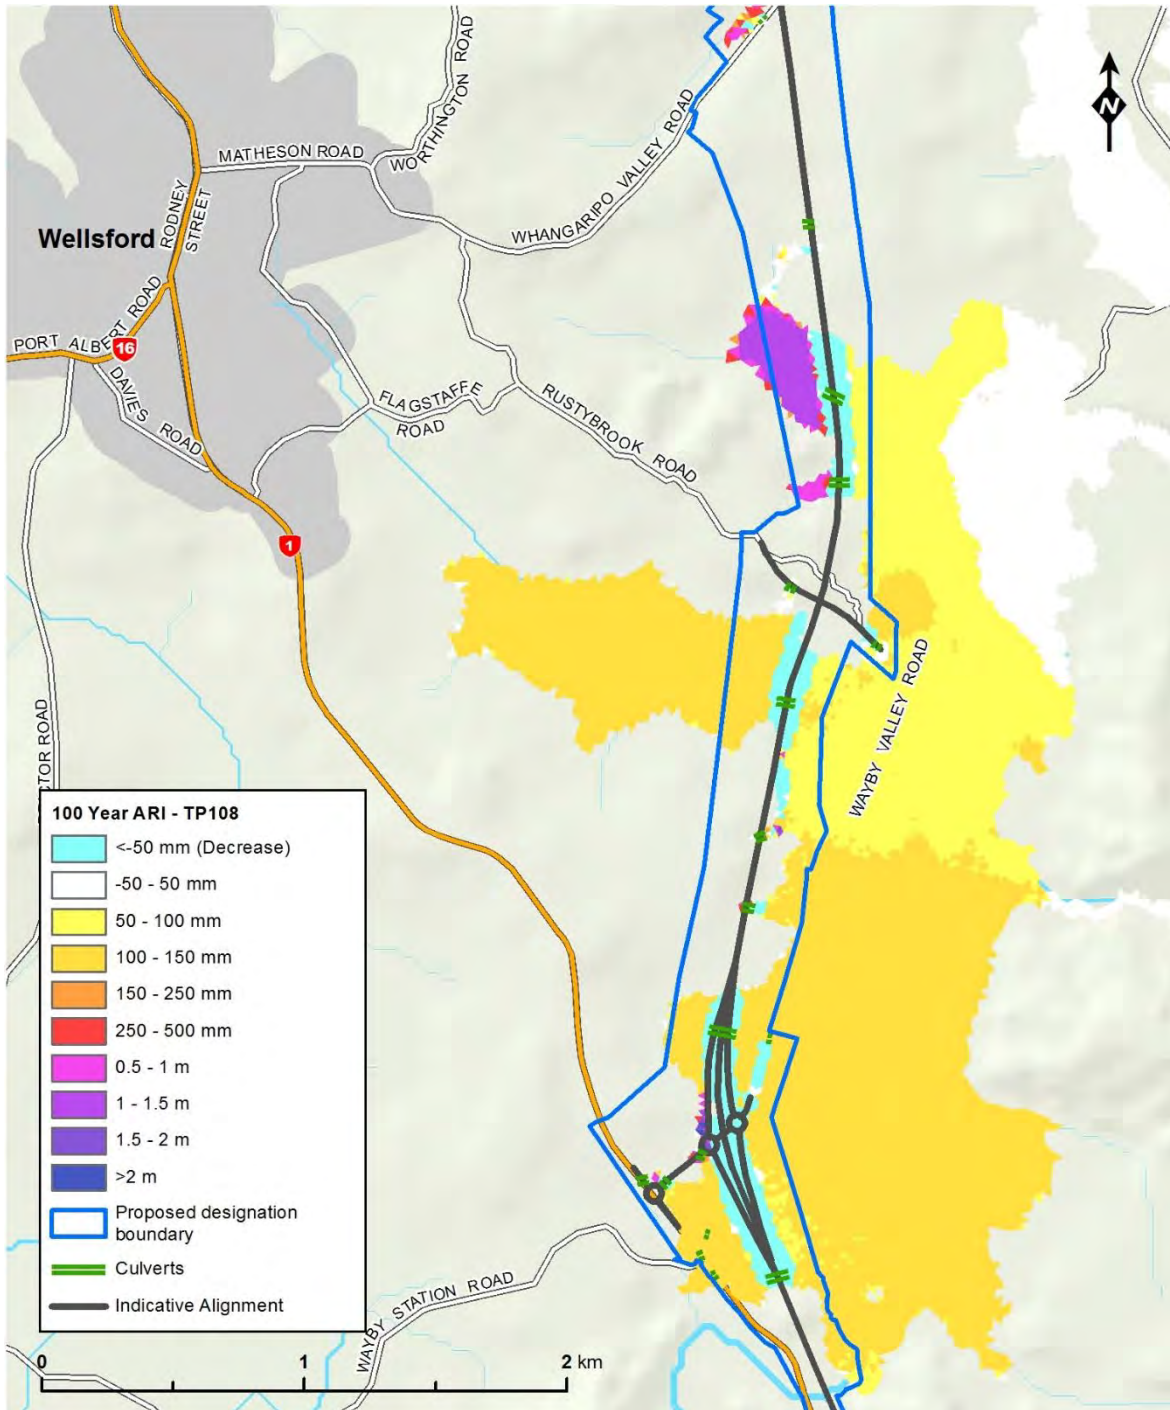 WORTHINGTON ROAD
MATHESON ROAD
RODNEY
STREET
WHANGARIPO VALLEY ROAD
N
Wellsford
PORT ALBERT ROAD
16
DAVIES ROAD
FLAGSTAFFE
ROAD
RUSTYBROOK ROAD
1
WAYBY VALLEY ROAD
ROAD
100 Year ARI - TP108
<-50 mm (Decrease)
-50 - 50 mm
50 - 100 mm
100 - 150 mm
150 - 250 mm
250 - 500 mm
0.5 - 1 m
1 - 1.5 m
1.5 - 2 m
>2 m
Proposed designation
boundary
Culverts
Indicative Alignment
WAYBY STATION ROAD
0 1 2 km